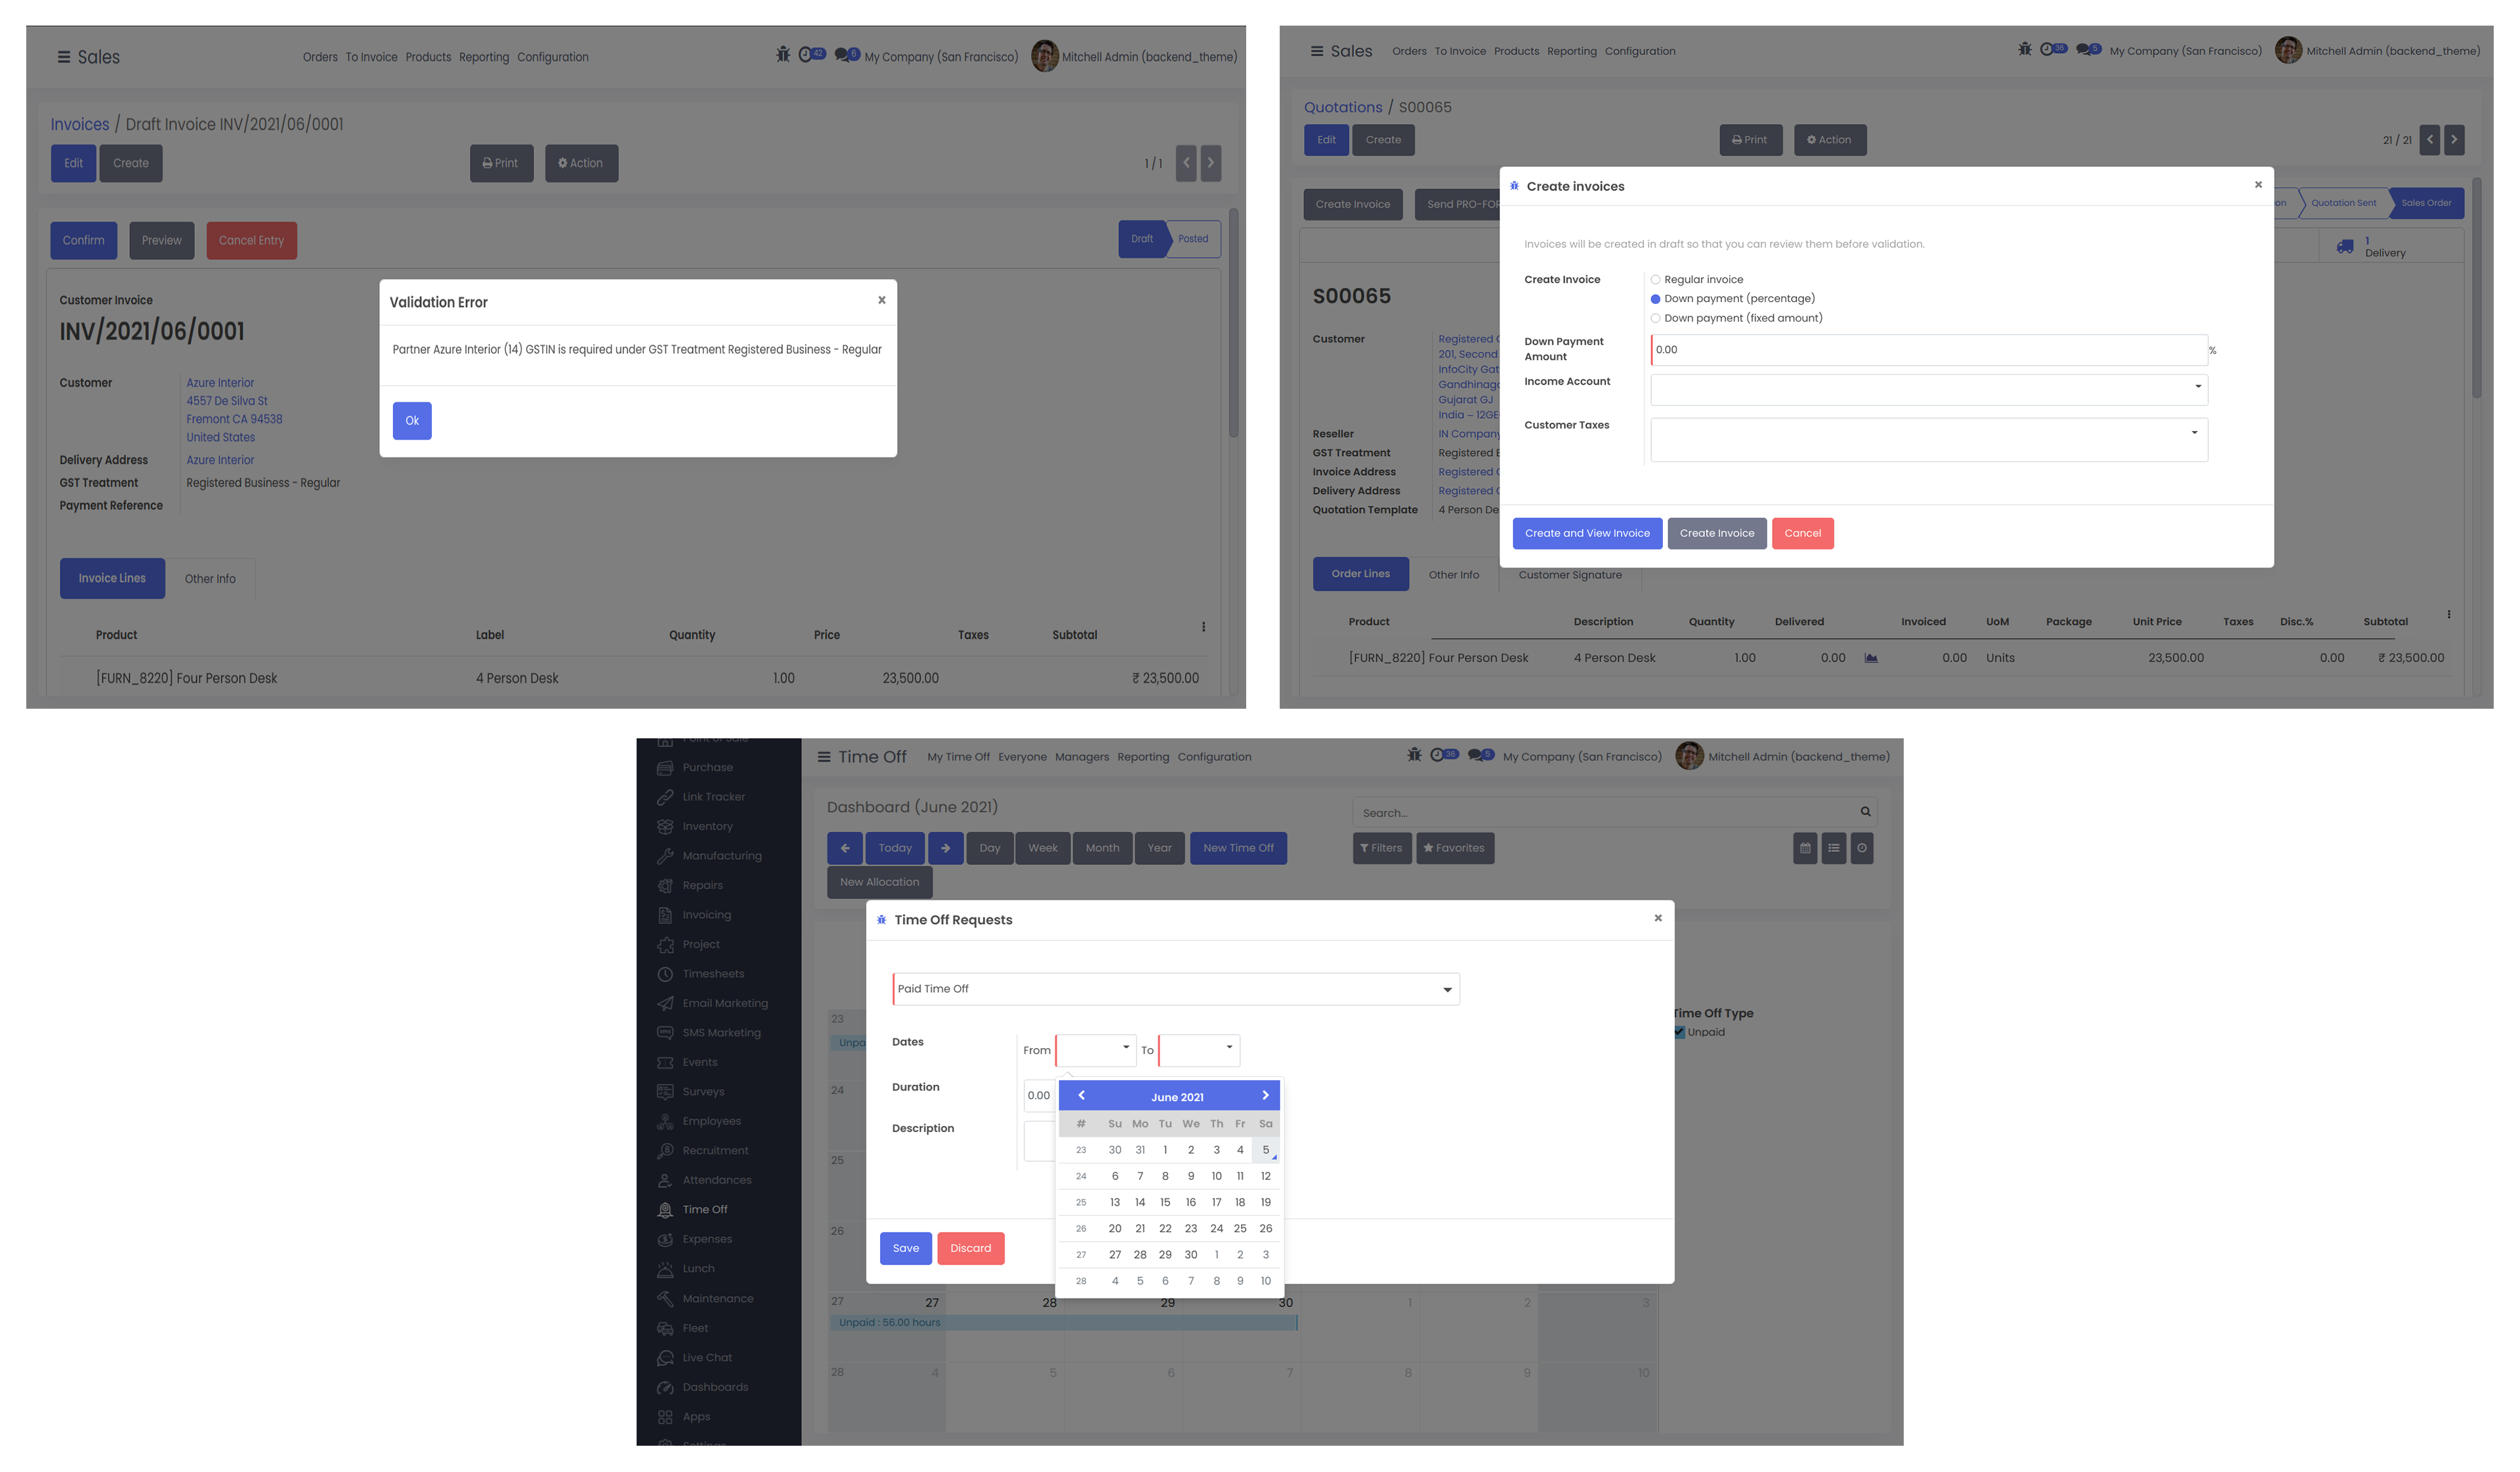 Sales
Orders To Invoice Products Reporting Configuration
42 6 My Company (San Francisco) Mitchell Admin (backend_theme)
Invoices / Draft Invoice INV/2021/06/0001
Edit Create Print Action 1 / 1
Confirm Preview Cancel Entry Draft Posted
Validation Error ×
Partner Azure Interior (14) GSTIN is required under GST Treatment Registered Business - Regular
Ok
Customer Invoice
INV/2021/06/0001
Customer Azure Interior
4557 De Silva St
Fremont CA 94538
United States
Delivery Address Azure Interior
GST Treatment Registered Business - Regular
Payment Reference
Invoice Lines Other Info
Product Label Quantity Price Taxes Subtotal
[FURN_8220] Four Person Desk 4 Person Desk 1.00 23,500.00 ₹ 23,500.00
Sales Orders To Invoice Products Reporting Configuration
36 5 My Company (San Francisco) Mitchell Admin (backend_theme)
Quotations / S00065
Edit Create Print Action 21 / 21
Create Invoice Send PRO-FOR on Quotation Sent Sales Order
1
Delivery
Create invoices ×
Invoices will be created in draft so that you can review them before validation.
Create Invoice Regular invoice
Down payment (percentage)
Down payment (fixed amount)
Down Payment
Amount
0.00 %
Income Account
Customer Taxes
Create and View Invoice Create Invoice Cancel
S00065
Customer Registered C
201, Second
InfoCity Gat
Gandhinaga
Gujarat GJ
India – 12GE
Reseller IN Company
GST Treatment Registered B
Invoice Address Registered C
Delivery Address Registered C
Quotation Template 4 Person De
Order Lines Other Info Customer Signature
Product Description Quantity Delivered Invoiced UoM Package Unit Price Taxes Disc.% Subtotal
[FURN_8220] Four Person Desk 4 Person Desk 1.00 0.00 0.00 Units 23,500.00 0.00 ₹ 23,500.00
Point of Sale
Purchase
Link Tracker
Inventory
Manufacturing
Repairs
Invoicing
Project
Timesheets
Email Marketing
SMS Marketing
Events
Surveys
Employees
Recruitment
Attendances
Time Off
Expenses
Lunch
Maintenance
Fleet
Live Chat
Dashboards
Apps
Settings
Time Off My Time Off Everyone Managers Reporting Configuration
36 5 My Company (San Francisco) Mitchell Admin (backend_theme)
Dashboard (June 2021) Search...
Today Day Week Month Year New Time Off Filters Favorites
New Allocation
Time Off Requests ×
Paid Time Off
Dates From To
Duration 0.00
Description
June 2021
# Su Mo Tu We Th Fr Sa
23 30 31 1 2 3 4 5
24 6 7 8 9 10 11 12
25 13 14 15 16 17 18 19
26 20 21 22 23 24 25 26
27 27 28 29 30 1 2 3
28 4 5 6 7 8 9 10
Save Discard
Time Off Type
Unpaid
23
Unpa
24
25
26
27 27 28 29 30 1 2 3
Unpaid : 56.00 hours
28 4 5 6 7 8 9 10